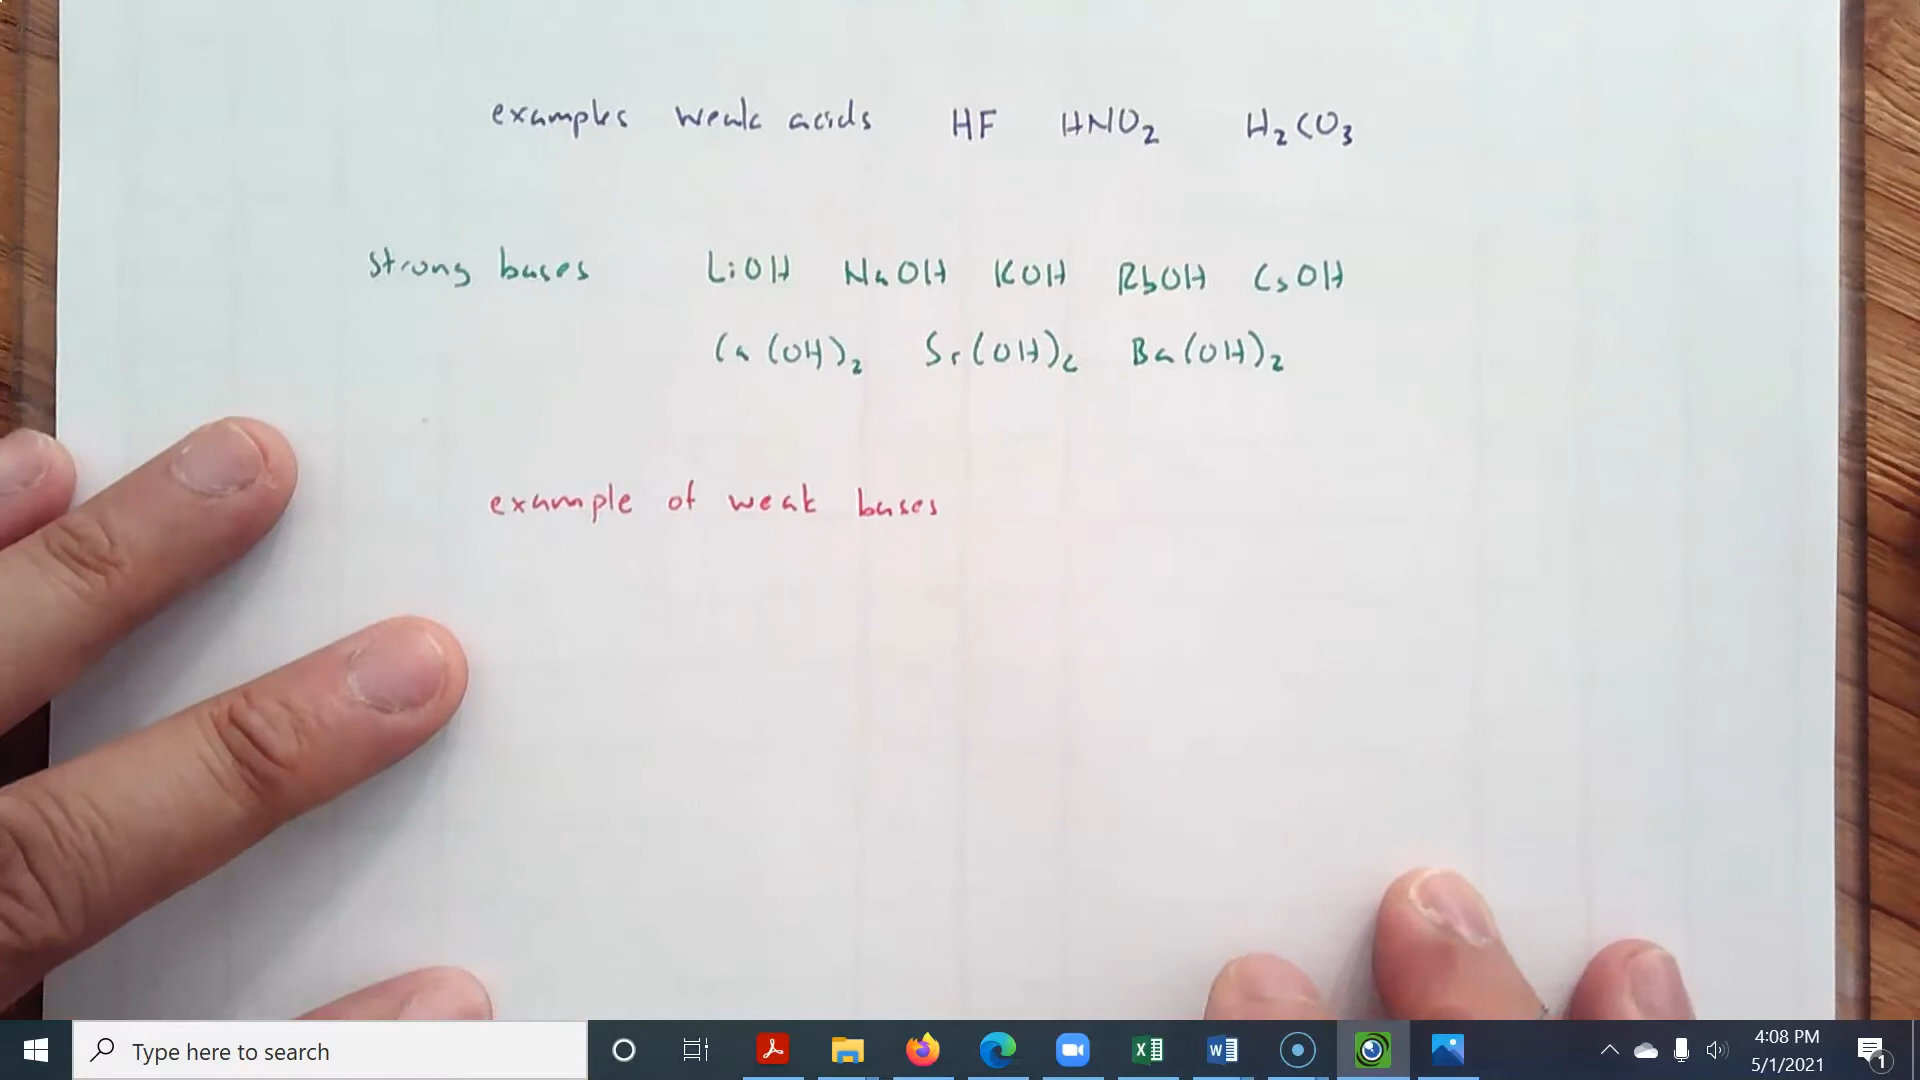 examples weak acids HF HNO₂ H₂CO₃
strong bases LiOH NaOH KOH RbOH CsOH
Ca(OH)₂ Sr(OH)₂ Ba(OH)₂
example of weak bases
Type here to search
4:08 PM
5/1/2021
1